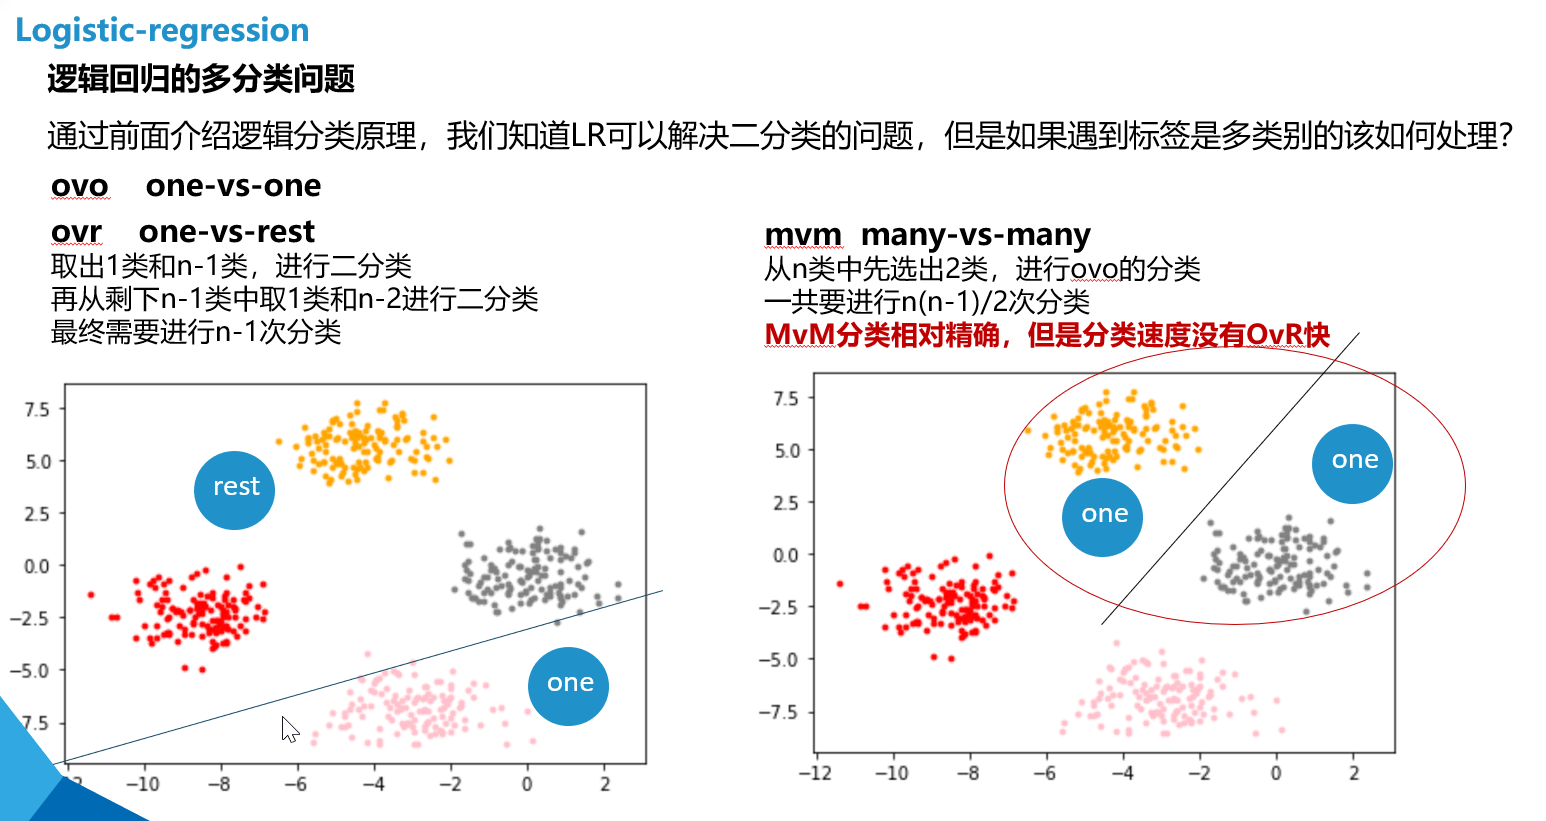 Logistic-regression
逻辑回归的多分类问题
通过前面介绍逻辑分类原理，我们知道LR可以解决二分类的问题，但是如果遇到标签是多类别的该如何处理？
ovo one-vs-one
ovr one-vs-rest
取出1类和n-1类，进行二分类
再从剩下n-1类中取1类和n-2进行二分类
最终需要进行n-1次分类
mvm many-vs-many
从n类中先选出2类，进行ovo的分类
一共要进行n(n-1)/2次分类
MvM分类相对精确，但是分类速度没有OvR快
7.5
5.0
2.5
0.0
−2.5
−5.0
7.5
−10
−8
−6
−4
−2
0
2
rest
one
7.5
5.0
2.5
0.0
−2.5
−5.0
−7.5
−12
−10
−8
−6
−4
−2
0
2
one
one